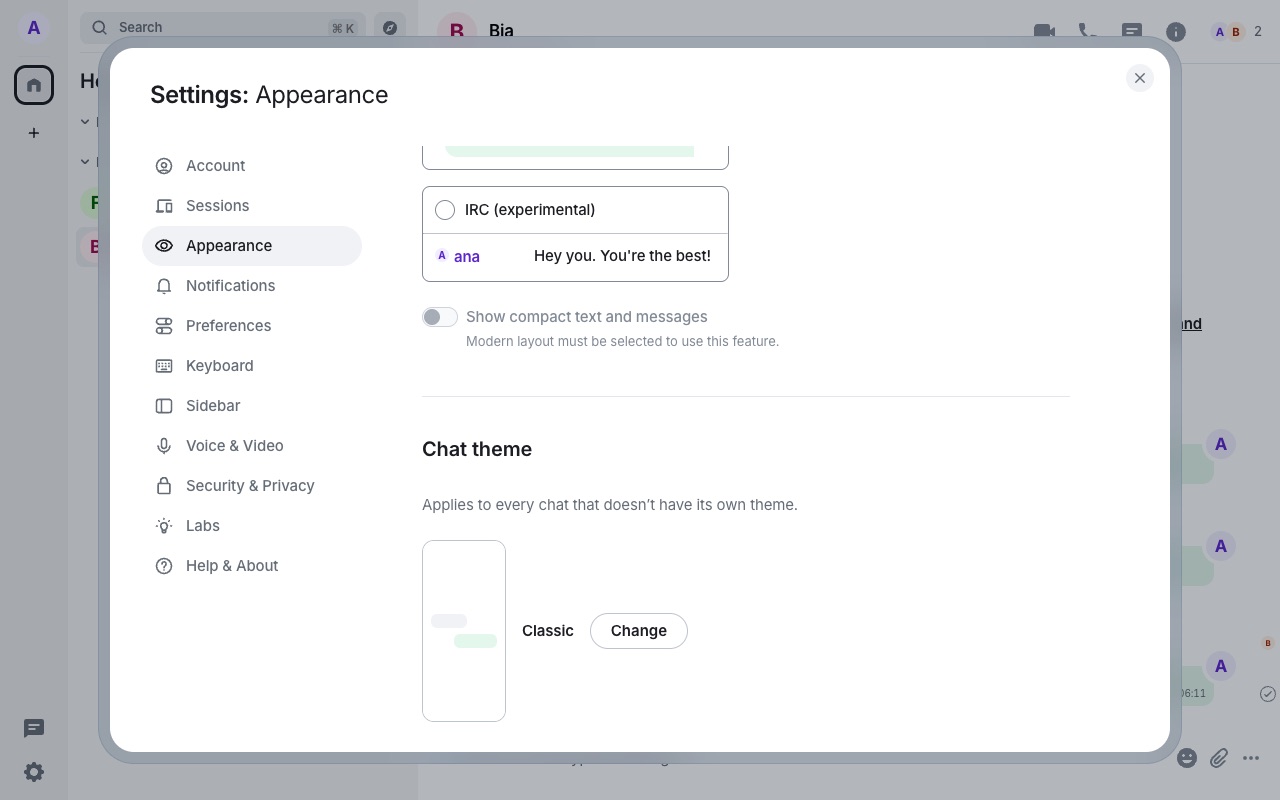 A
Search
⌘ K
B
Bia
A B 2
Settings: Appearance
Account
Sessions
Appearance
Notifications
Preferences
Keyboard
Sidebar
Voice & Video
Security & Privacy
Labs
Help & About
IRC (experimental)
A ana
Hey you. You're the best!
Show compact text and messages
Modern layout must be selected to use this feature.
Chat theme
Applies to every chat that doesn’t have its own theme.
Classic
Change
A
A
B
A